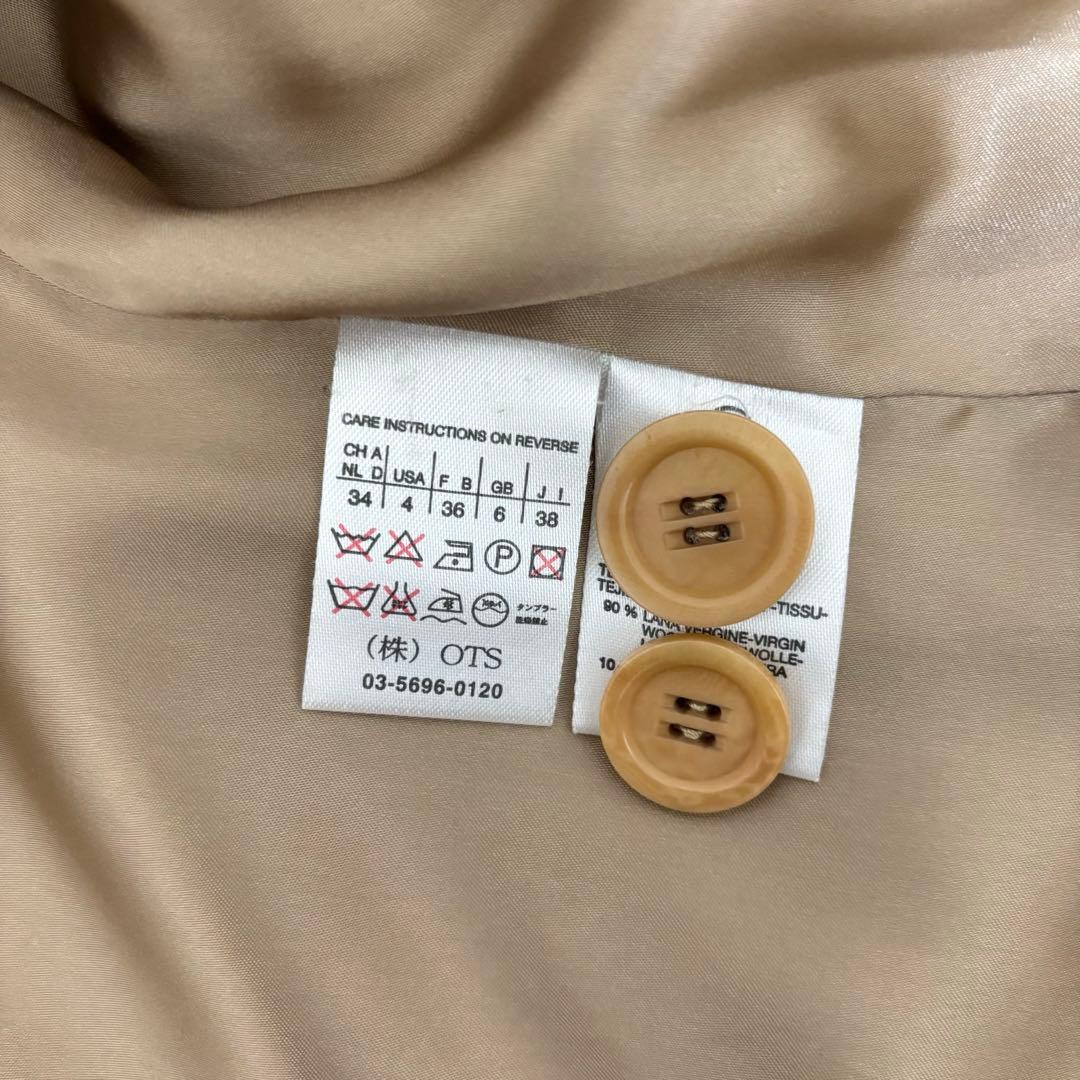 CARE INSTRUCTIONS ON REVERSE
CH A
NL D USA F B GB J I
34 4 36 6 38
P
タンブラー
乾燥禁止
(株) OTS
03-5696-0120
-TISSU-
90 % LANA VERGINE-VIRGIN
WOLLE-
10